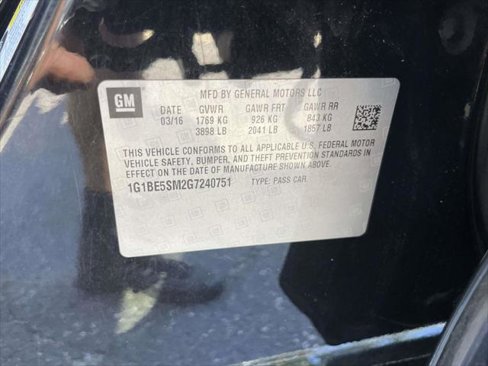 GM
MFD BY GENERAL MOTORS LLC
DATE GVWR GAWR FRT GAWR RR
03/16 1769 KG 926 KG 843 KG
3898 LB 2041 LB 1857 LB
THIS VEHICLE CONFORMS TO ALL APPLICABLE U.S. FEDERAL MOTOR
VEHICLE SAFETY, BUMPER, AND THEFT PREVENTION STANDARDS IN
EFFECT ON THE DATE OF MANUFACTURE SHOWN ABOVE.
1G1BE5SM2G7240751 TYPE: PASS CAR